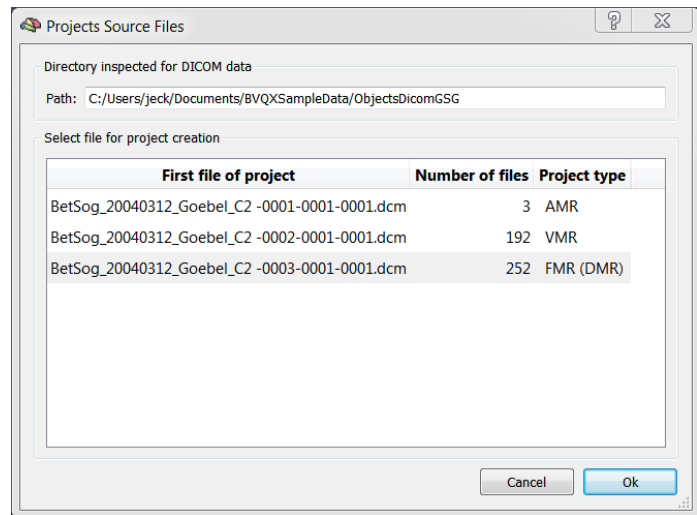 Projects Source Files
Directory inspected for DICOM data
Path: C:/Users/jeck/Documents/BVQXSampleData/ObjectsDicomGSG
Select file for project creation
First file of project Number of files Project type
BetSog_20040312_Goebel_C2 -0001-0001-0001.dcm 3 AMR
BetSog_20040312_Goebel_C2 -0002-0001-0001.dcm 192 VMR
BetSog_20040312_Goebel_C2 -0003-0001-0001.dcm 252 FMR (DMR)
Cancel Ok